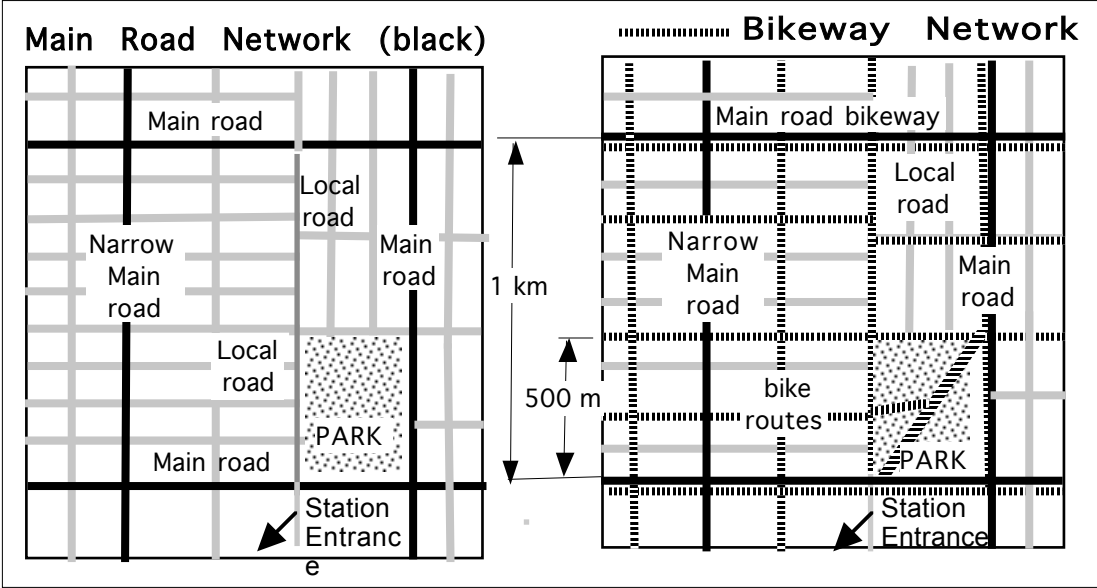 Main Road Network (black)
Main road
Local
road
Narrow
Main
road
Main
road
Local
road
PARK
Main road
Station
Entranc
e
1 km
500 m
Bikeway Network
Main road bikeway
Local
road
Narrow
Main
road
Main
road
bike
routes
PARK
Station
Entrance